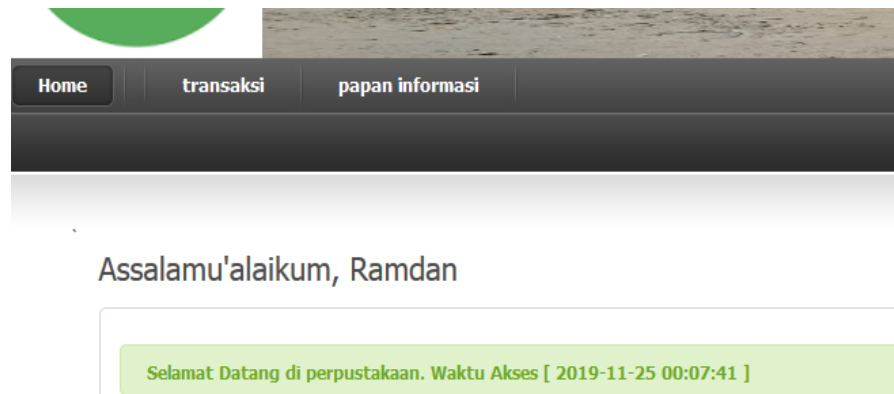 Home transaksi papan informasi
`
Assalamu'alaikum, Ramdan
Selamat Datang di perpustakaan. Waktu Akses [ 2019-11-25 00:07:41 ]